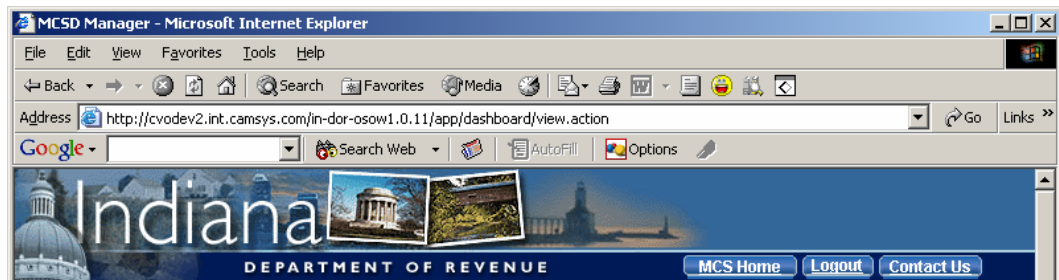 MCSD Manager - Microsoft Internet Explorer
File Edit View Favorites Tools Help
Back Search Favorites Media
Address http://cvodev2.int.camsys.com/in-dor-osow1.0.11/app/dashboard/view.action Go Links »
Google Search Web AutoFill Options
Indiana
DEPARTMENT OF REVENUE
MCS Home Logout Contact Us